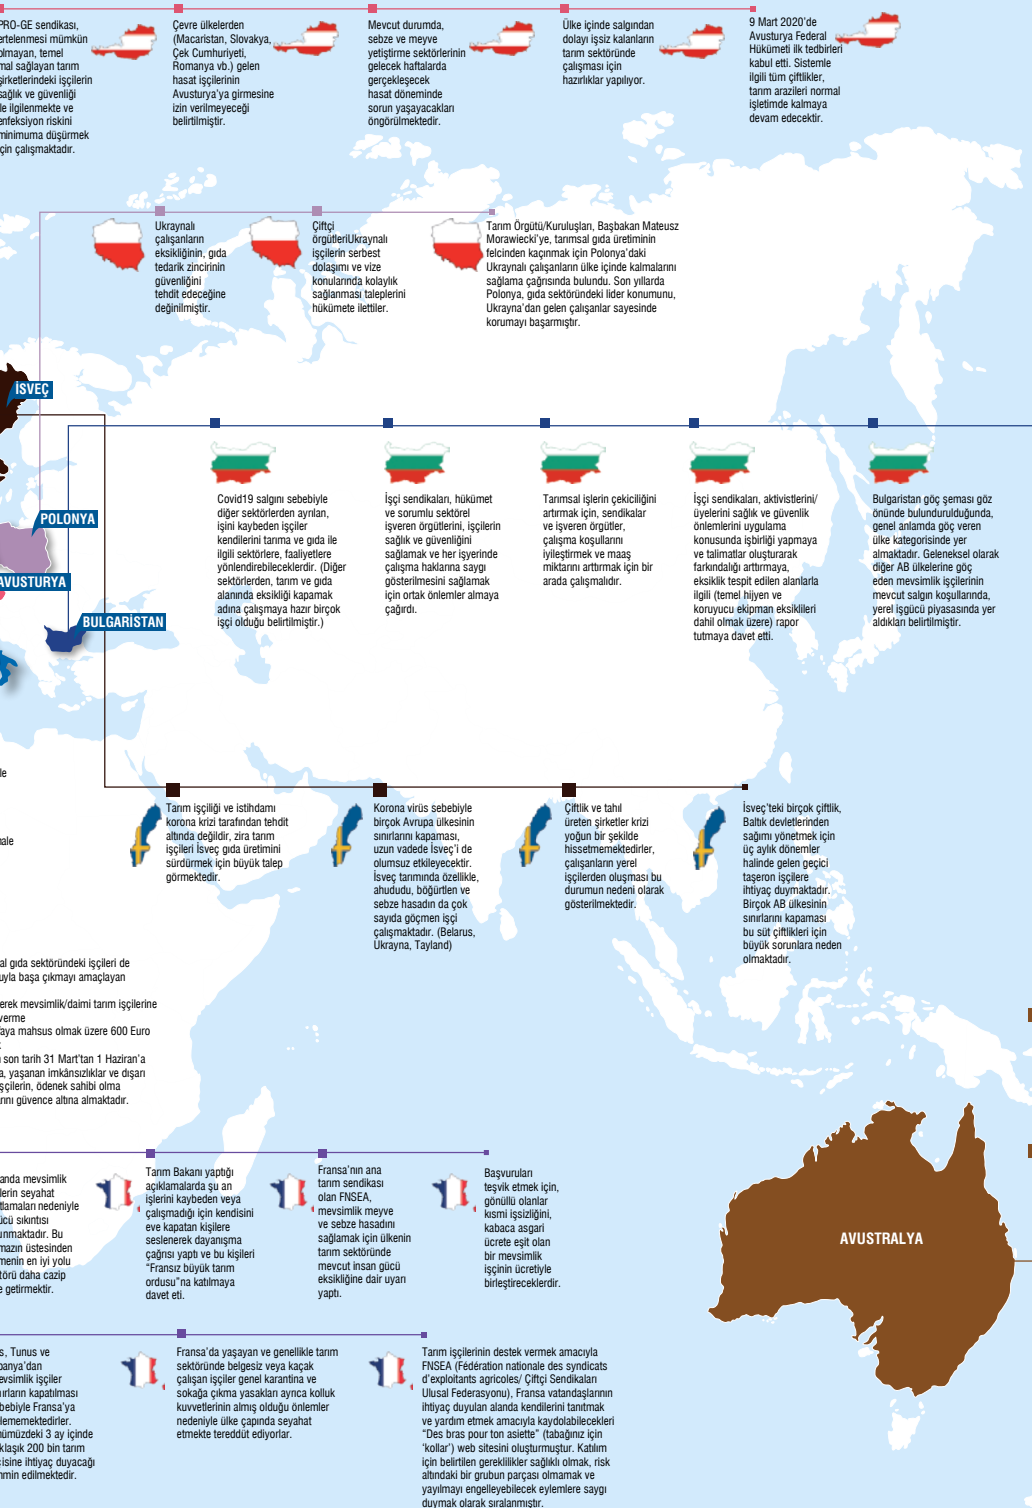 PRO-GE sendikası,
ertelenmesi mümkün
olmayan, temel
mal sağlayan tarım
şirketlerindeki işçilerin
sağlık ve güvenliği
ile ilgilenmekte ve
enfeksiyon riskini
minimuma düşürmek
için çalışmaktadır.
Çevre ülkelerden
(Macaristan, Slovakya,
Çek Cumhuriyeti,
Romanya vb.) gelen
hasat işçilerinin
Avusturya'ya girmesine
izin verilmeyeceği
belirtilmiştir.
Mevcut durumda,
sebze ve meyve
yetiştirme sektörlerinin
gelecek haftalarda
gerçekleşecek
hasat döneminde
sorun yaşayacakları
öngörülmektedir.
Ülke içinde salgından
dolayı işsiz kalanların
tarım sektöründe
çalışması için
hazırlıklar yapılıyor.
9 Mart 2020'de
Avusturya Federal
Hükümeti ilk tedbirleri
kabul etti. Sistemle
ilgili tüm çiftlikler,
tarım arazileri normal
işletimde kalmaya
devam edecektir.
Ukraynalı
çalışanların
eksikliğinin, gıda
tedarik zincirinin
güvenliğini
tehdit edeceğine
değinilmiştir.
Çiftçi
örgütleriUkraynalı
işçilerin serbest
dolaşımı ve vize
konularında kolaylık
sağlanması taleplerini
hükümete ilettiler.
Tarım Örgütü/Kuruluşları, Başbakan Mateusz
Morawiecki'ye, tarımsal gıda üretiminin
felcinden kaçınmak için Polonya'daki
Ukraynalı çalışanların ülke içinde kalmalarını
sağlama çağrısında bulundu. Son yıllarda
Polonya, gıda sektöründeki lider konumunu,
Ukrayna'dan gelen çalışanlar sayesinde
korumayı başarmıştır.
İSVEÇ
POLONYA
AVUSTURYA
BULGARİSTAN
Covid19 salgını sebebiyle
diğer sektörlerden ayrılan,
işini kaybeden işçiler
kendilerini tarıma ve gıda ile
ilgili sektörlere, faaliyetlere
yönlendirebileceklerdir. (Diğer
sektörlerden, tarım ve gıda
alanında eksikliği kapamak
adına çalışmaya hazır birçok
işçi olduğu belirtilmiştir.)
İşçi sendikaları, hükümet
ve sorumlu sektörel
işveren örgütlerini, işçilerin
sağlık ve güvenliğini
sağlamak ve her işyerinde
çalışma haklarına saygı
gösterilmesini sağlamak
için ortak önlemler almaya
çağırdı.
Tarımsal işlerin çekiciliğini
artırmak için, sendikalar
ve işveren örgütler,
çalışma koşullarını
iyileştirmek ve maaş
miktarını arttırmak için bir
arada çalışmalıdır.
İşçi sendikaları, aktivistlerini/
üyelerini sağlık ve güvenlik
önlemlerini uygulama
konusunda işbirliği yapmaya
ve talimatlar oluşturarak
farkındalığı arttırmaya,
eksiklik tespit edilen alanlarla
ilgili (temel hijyen ve
koruyucu ekipman eksiklileri
dahil olmak üzere) rapor
tutmaya davet etti.
Bulgaristan göç şeması göz
önünde bulundurulduğunda,
genel anlamda göç veren
ülke kategorisinde yer
almaktadır. Geleneksel olarak
diğer AB ülkelerine göç
eden mevsimlik işçilerinin
mevcut salgın koşullarında,
yerel işgücü piyasasında yer
aldıkları belirtilmiştir.
le
nale
Tarım işçiliği ve istihdamı
korona krizi tarafından tehdit
altında değildir, zira tarım
işçileri İsveç gıda üretimini
sürdürmek için büyük talep
görmektedir.
Korona virüs sebebiyle
birçok Avrupa ülkesinin
sınırlarını kapaması,
uzun vadede İsveç'i de
olumsuz etkileyecektir.
İsveç tarımında özellikle,
ahududu, böğürtlen ve
sebze hasadın da çok
sayıda göçmen işçi
çalışmaktadır. (Belarus,
Ukrayna, Tayland)
Çiftlik ve tahıl
üreten şirketler krizi
yoğun bir şekilde
hissetmemektedirler,
çalışanların yerel
işçilerden oluşması bu
durumun nedeni olarak
gösterilmektedir.
İsveç'teki birçok çiftlik,
Baltık devletlerinden
sağımı yönetmek için
üç aylık dönemler
halinde gelen geçici
taşeron işçilere
ihtiyaç duymaktadır.
Birçok AB ülkesinin
sınırlarını kapaması
bu süt çiftlikleri için
büyük sorunlara neden
olmaktadır.
al gıda sektöründeki işçileri de
uyla başa çıkmayı amaçlayan
erek mevsimlik/daimi tarım işçilerine
verme
faya mahsus olmak üzere 600 Euro
son tarih 31 Mart'tan 1 Haziran'a
a, yaşanan imkânsızlıklar ve dışarı
şçilerin, ödenek sahibi olma
arını güvence altına almaktadır.
anda mevsimlik
lerin seyahat
tlamaları nedeniyle
ücü sıkıntısı
unmaktadır. Bu
mazın üstesinden
menin en iyi yolu
törü daha cazip
e getirmektir.
Tarım Bakanı yaptığı
açıklamalarda şu an
işlerini kaybeden veya
çalışmadığı için kendisini
eve kapatan kişilere
seslenerek dayanışma
çağrısı yaptı ve bu kişileri
"Fransız büyük tarım
ordusu"na katılmaya
davet eti.
Fransa'nın ana
tarım sendikası
olan FNSEA,
mevsimlik meyve
ve sebze hasadını
sağlamak için ülkenin
tarım sektöründe
mevcut insan gücü
eksikliğine dair uyarı
yaptı.
Başvuruları
teşvik etmek için,
gönüllü olanlar
kısmi işsizliğini,
kabaca asgari
ücrete eşit olan
bir mevsimlik
işçinin ücretiyle
birleştireceklerdir.
AVUSTRALYA
s, Tunus ve
panya'dan
evsimlik işçiler
nırların kapatılması
bebiyle Fransa'ya
lememektedirler.
nümüzdeki 3 ay içinde
klaşık 200 bin tarım
cisine ihtiyaç duyacağı
hmin edilmektedir.
Fransa'da yaşayan ve genellikle tarım
sektöründe belgesiz veya kaçak
çalışan işçiler genel karantina ve
sokağa çıkma yasakları ayrıca kolluk
kuvvetlerinin almış olduğu önlemler
nedeniyle ülke çapında seyahat
etmekte tereddüt ediyorlar.
Tarım işçilerinin destek vermek amacıyla
FNSEA (Fédération nationale des syndicats
d'exploitants agricoles/ Çiftçi Sendikaları
Ulusal Federasyonu), Fransa vatandaşlarının
ihtiyaç duyulan alanda kendilerini tanıtmak
ve yardım etmek amacıyla kaydolabilecekleri
"Des bras pour ton asiette" (tabağınız için
'kollar') web sitesini oluşturmuştur. Katılım
için belirtilen gereklilikler sağlıklı olmak, risk
altındaki bir grubun parçası olmamak ve
yayılmayı engelleyebilecek eylemlere saygı
duymak olarak sıralanmıştır.